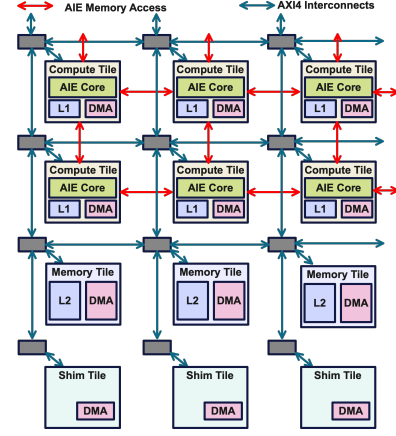 AIE Memory Access AXI4 Interconnects
Compute Tile Compute Tile Compute Tile
AIE Core AIE Core AIE Core
L1 DMA L1 DMA L1 DMA
Compute Tile Compute Tile Compute Tile
AIE Core AIE Core AIE Core
L1 DMA L1 DMA L1 DMA
Memory Tile Memory Tile Memory Tile
L2 DMA L2 DMA L2 DMA
Shim Tile Shim Tile Shim Tile
DMA DMA DMA